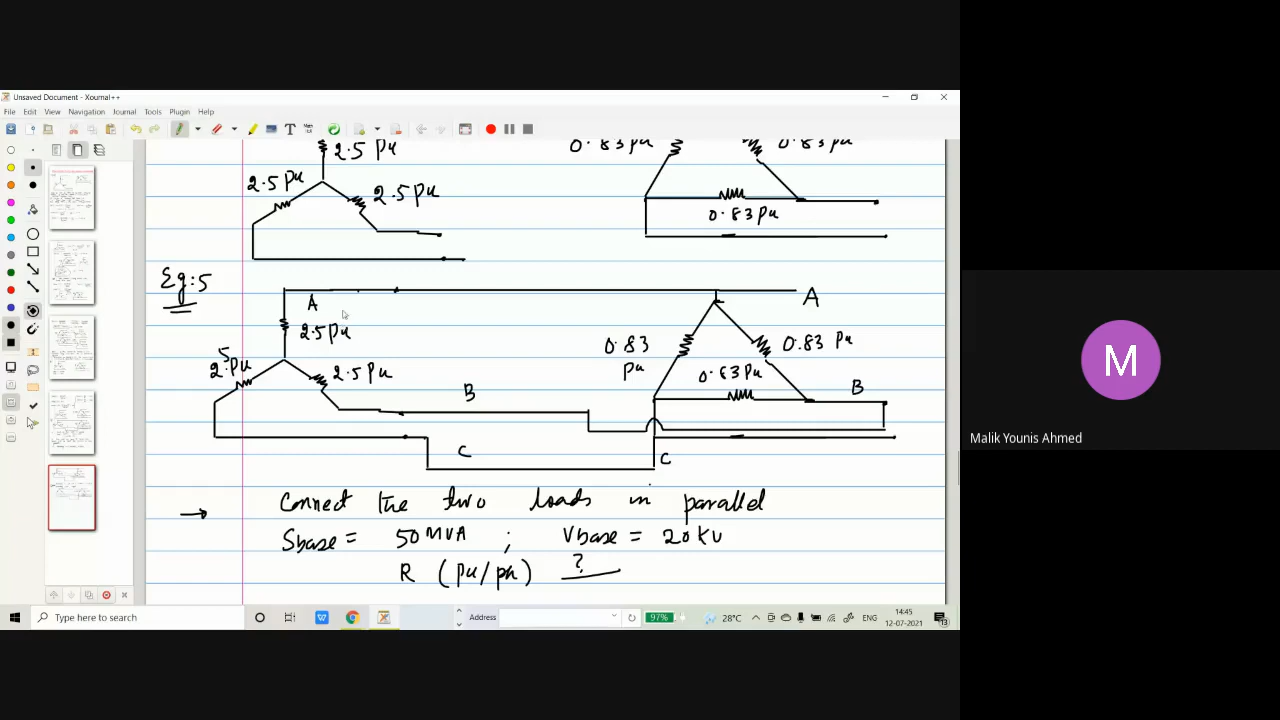 Unsaved Document - Xournal++
File Edit View Navigation Journal Tools Plugin Help
2.5 pu
0.83 pu
0.83 pu
2.5 pu
2.5 pu
0.83 pu
Eg:5
A
A
2.5 pu
0.83 pu
0.83 pu
2.5 pu
2.5 pu
0.83 pu
B
B
C
C
→ Connect the two loads in parallel
Sbase = 50 MVA ; Vbase = 20 kV
R (pu/ph) ?
M
Malik Younis Ahmed
Type here to search
Address
97%
28°C
ENG
14:45
12-07-2021